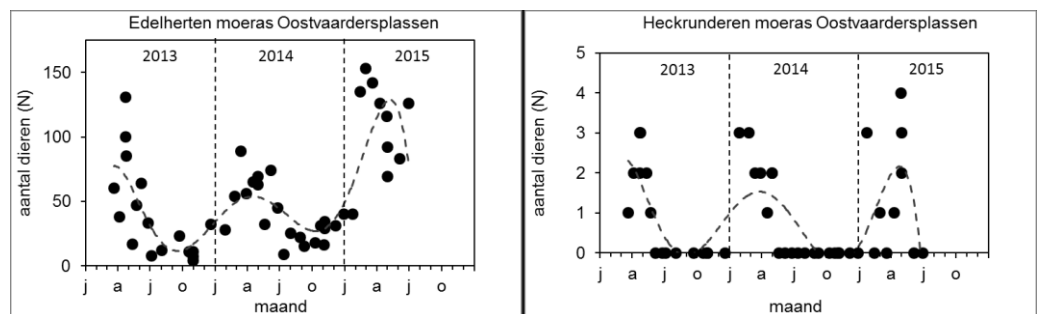 Edelherten moeras Oostvaardersplassen
2013 2014 2015
150
100
50
0
aantal dieren (N)
j a j o j a j o j a j o
maand
Heckrunderen moeras Oostvaardersplassen
5
2013 2014 2015
4
3
2
1
0
aantal dieren (N)
j a j o j a j o j a j o
maand